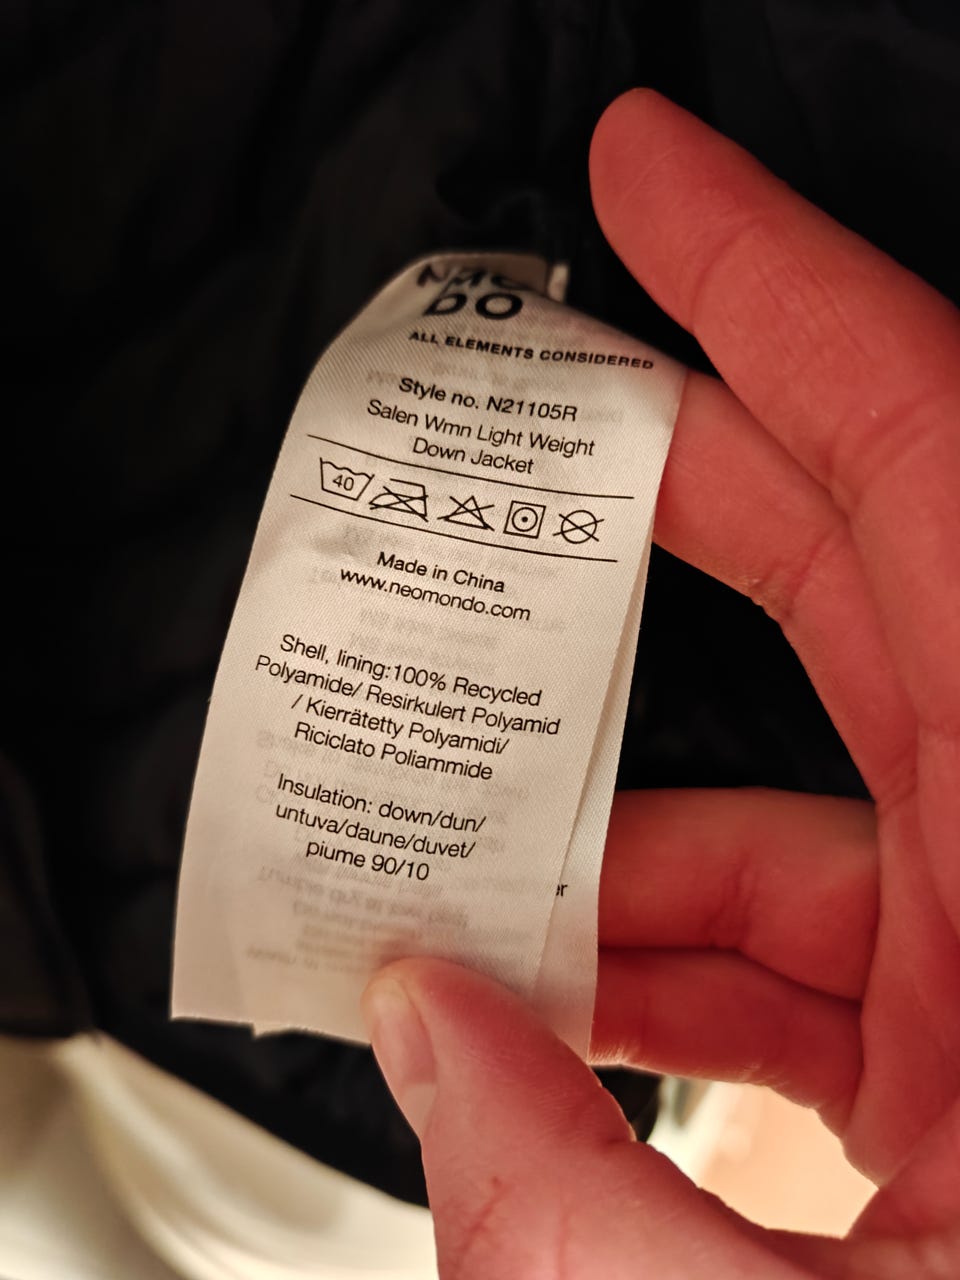 DO
ALL ELEMENTS CONSIDERED
Style no. N21105R
Salen Wmn Light Weight
Down Jacket
40
Made in China
www.neomondo.com
Shell, lining:100% Recycled
Polyamide/ Resirkulert Polyamid
/ Kierrätetty Polyamidi/
Riciclato Poliammide
Insulation: down/dun/
untuva/daune/duvet/
piume 90/10